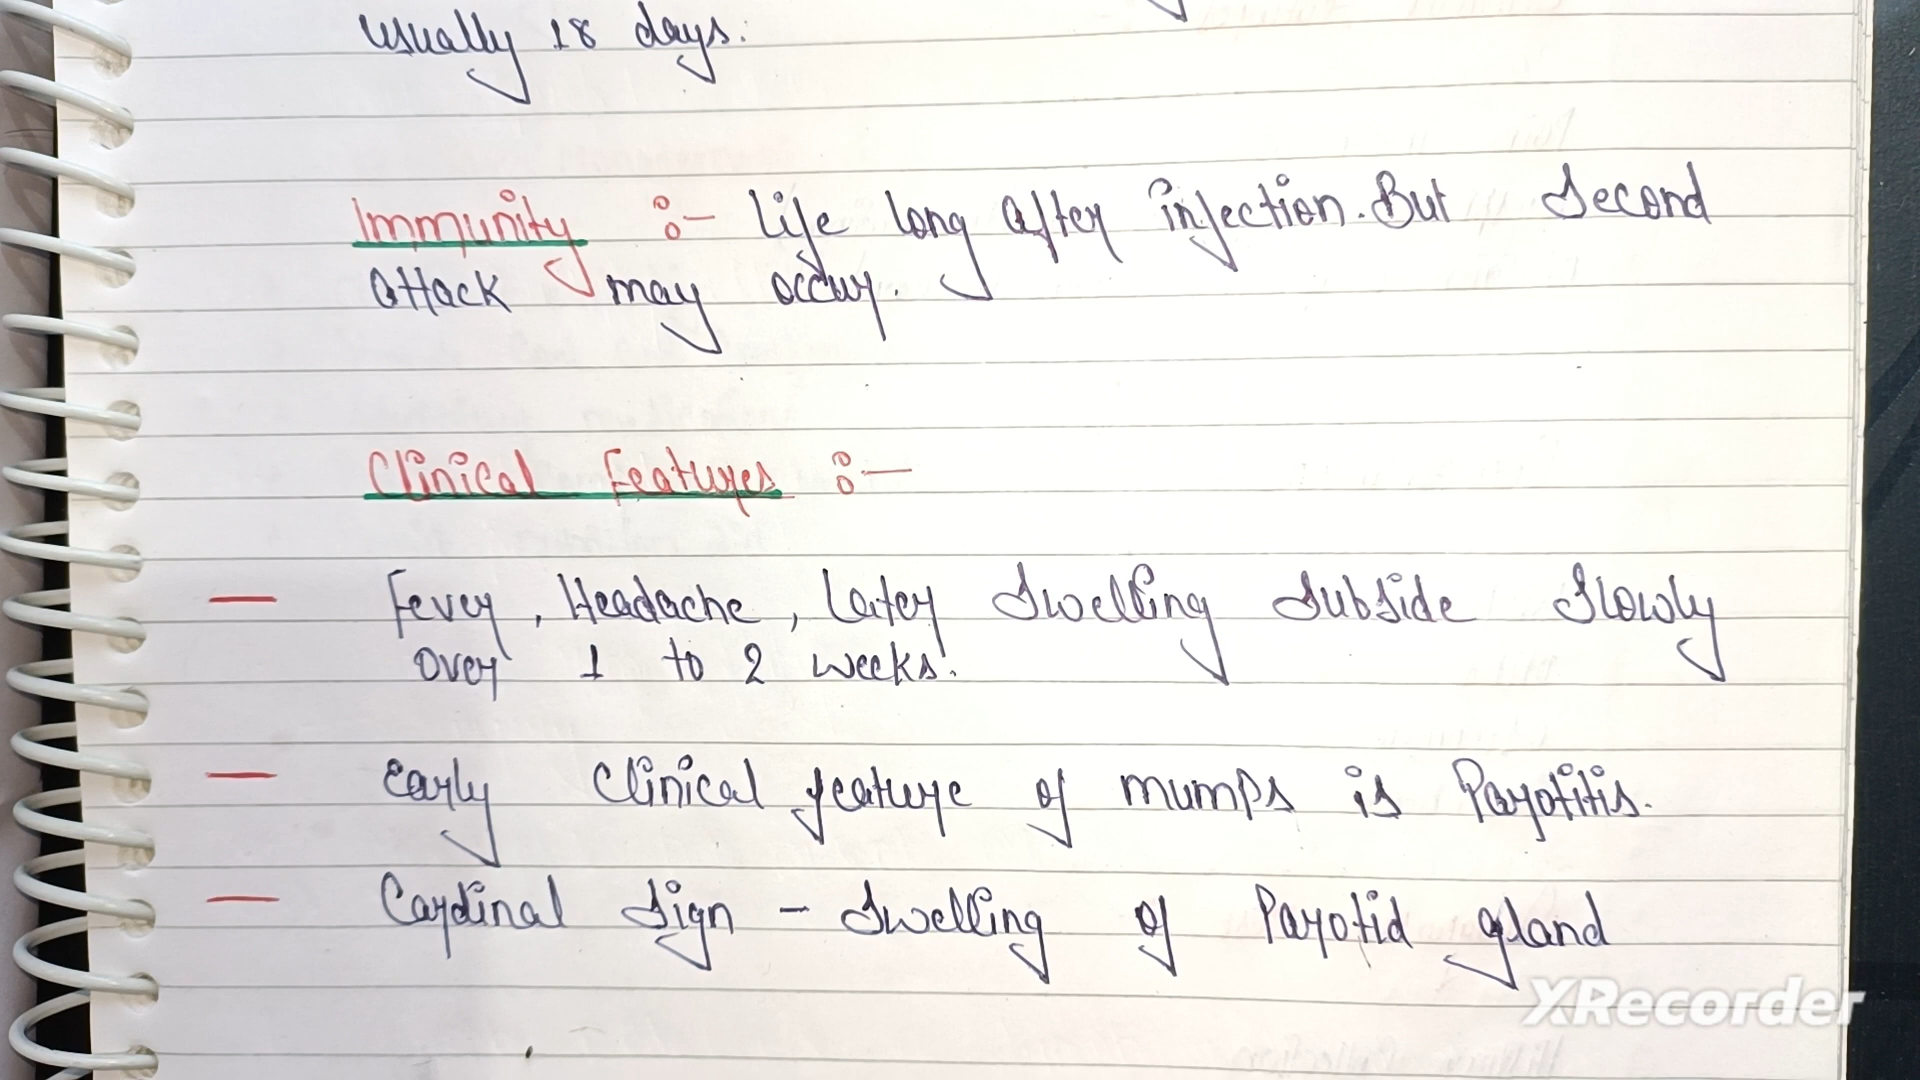 usually 18 days.
Immunity :- Life long after injection. But Second
attack may occur.
Clinical Features :-
— Fever, Headache, Later Swelling Subside Slowly
over 1 to 2 weeks.
— Early Clinical feature of mumps is Parotitis.
— Cardinal Sign - Swelling of Parotid gland
XRecorder